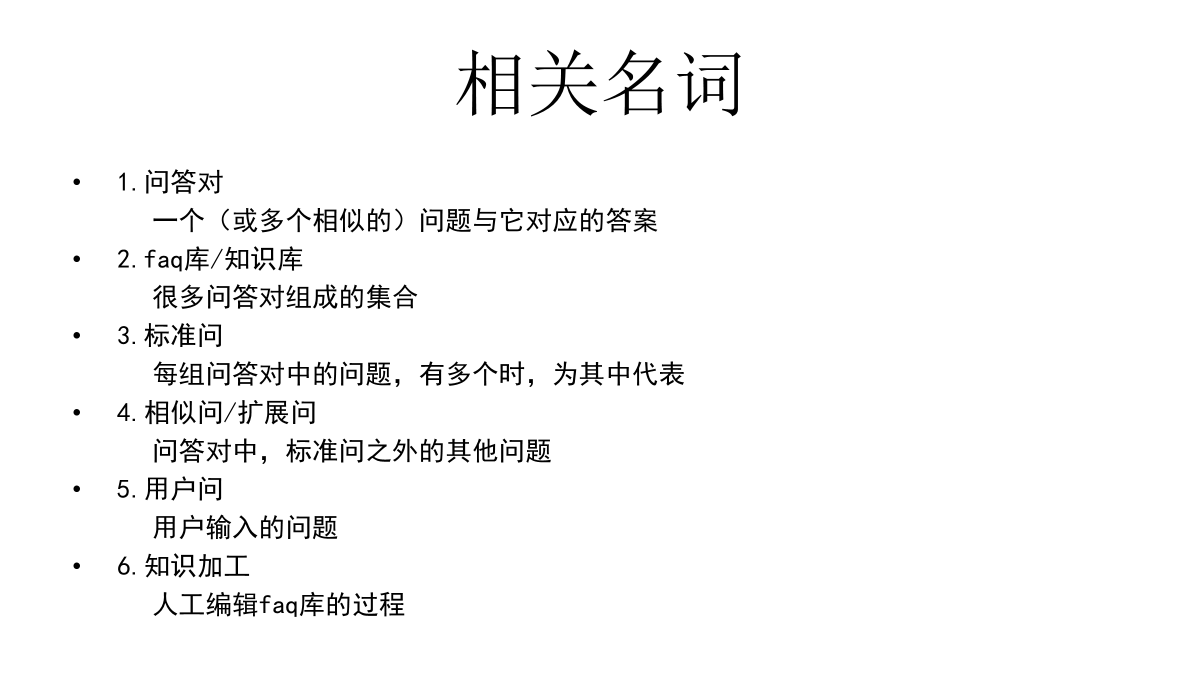 相关名词
• 1.问答对
一个（或多个相似的）问题与它对应的答案
• 2.faq库/知识库
很多问答对组成的集合
• 3.标准问
每组问答对中的问题，有多个时，为其中代表
• 4.相似问/扩展问
问答对中，标准问之外的其他问题
• 5.用户问
用户输入的问题
• 6.知识加工
人工编辑faq库的过程